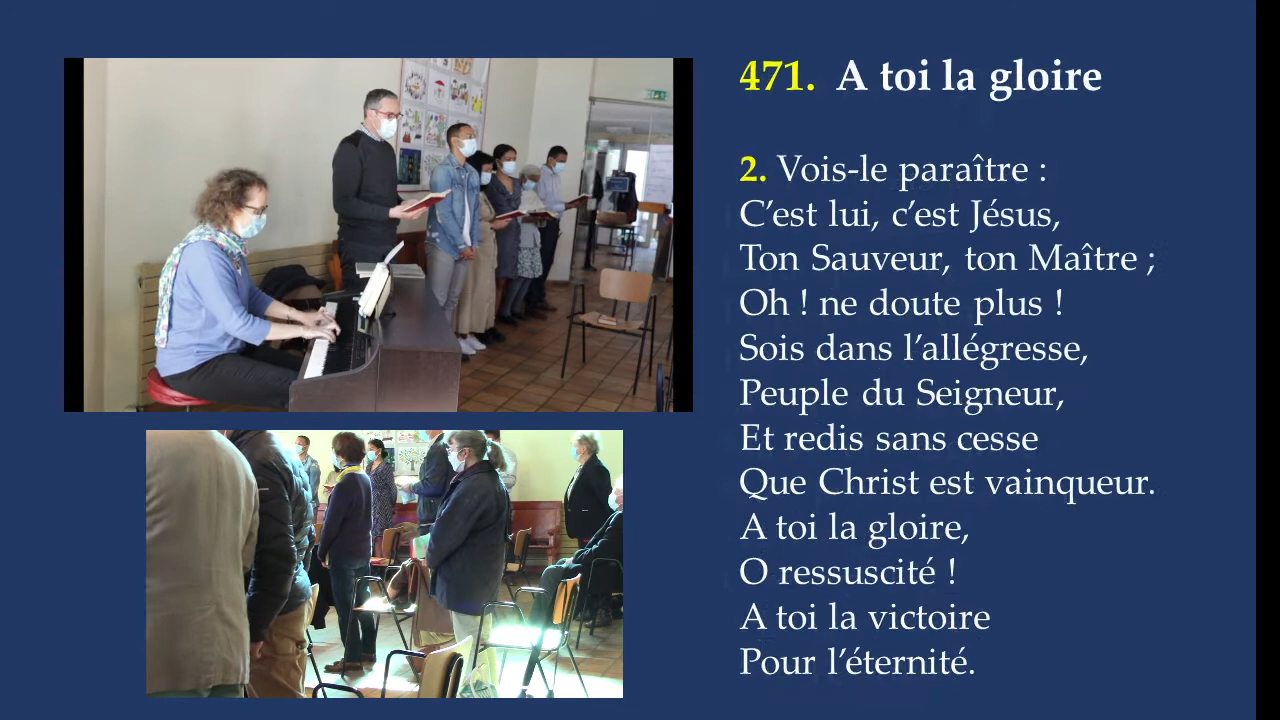 471. A toi la gloire
2. Vois-le paraître :
C’est lui, c’est Jésus,
Ton Sauveur, ton Maître ;
Oh ! ne doute plus !
Sois dans l’allégresse,
Peuple du Seigneur,
Et redis sans cesse
Que Christ est vainqueur.
A toi la gloire,
O ressuscité !
A toi la victoire
Pour l’éternité.